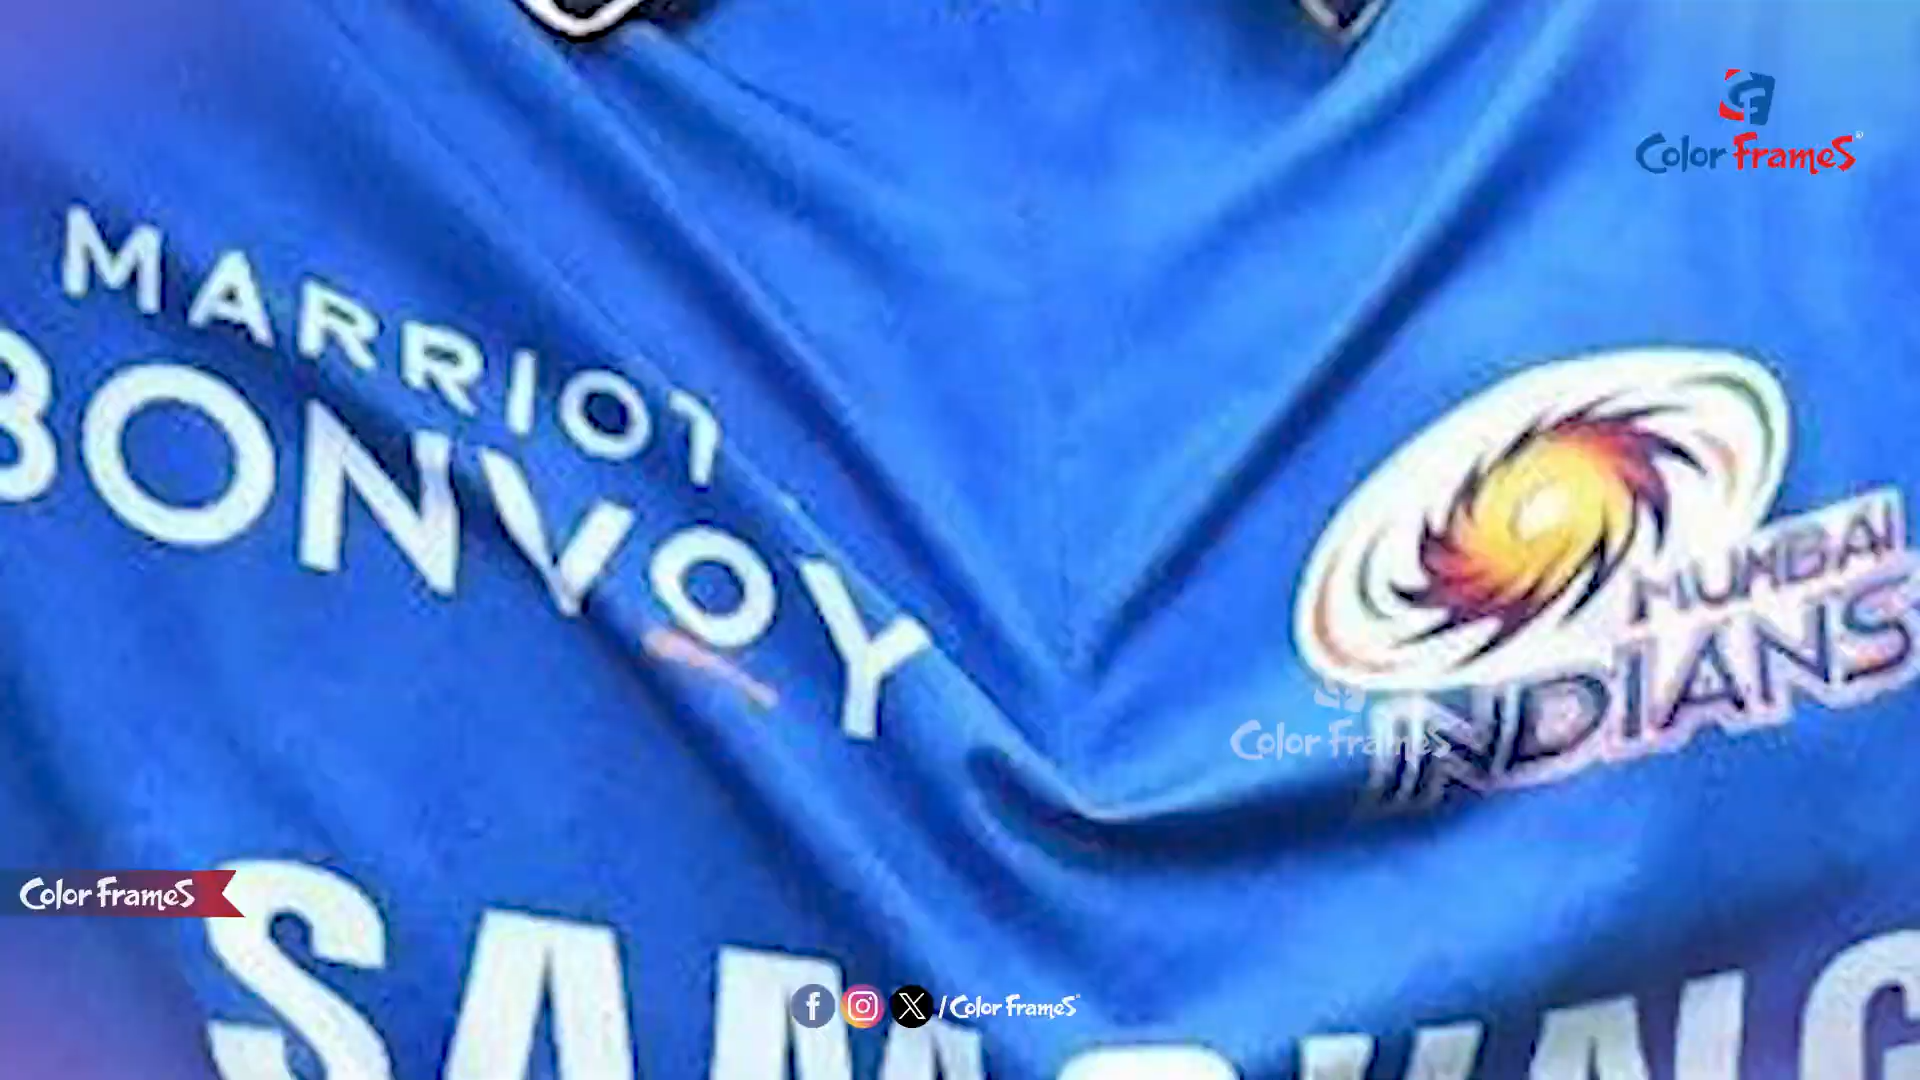 Color Frames
MARRIOT
BONVOY
MUMBAI
INDIANS
Color Frames
Color Frames
/Color Frames